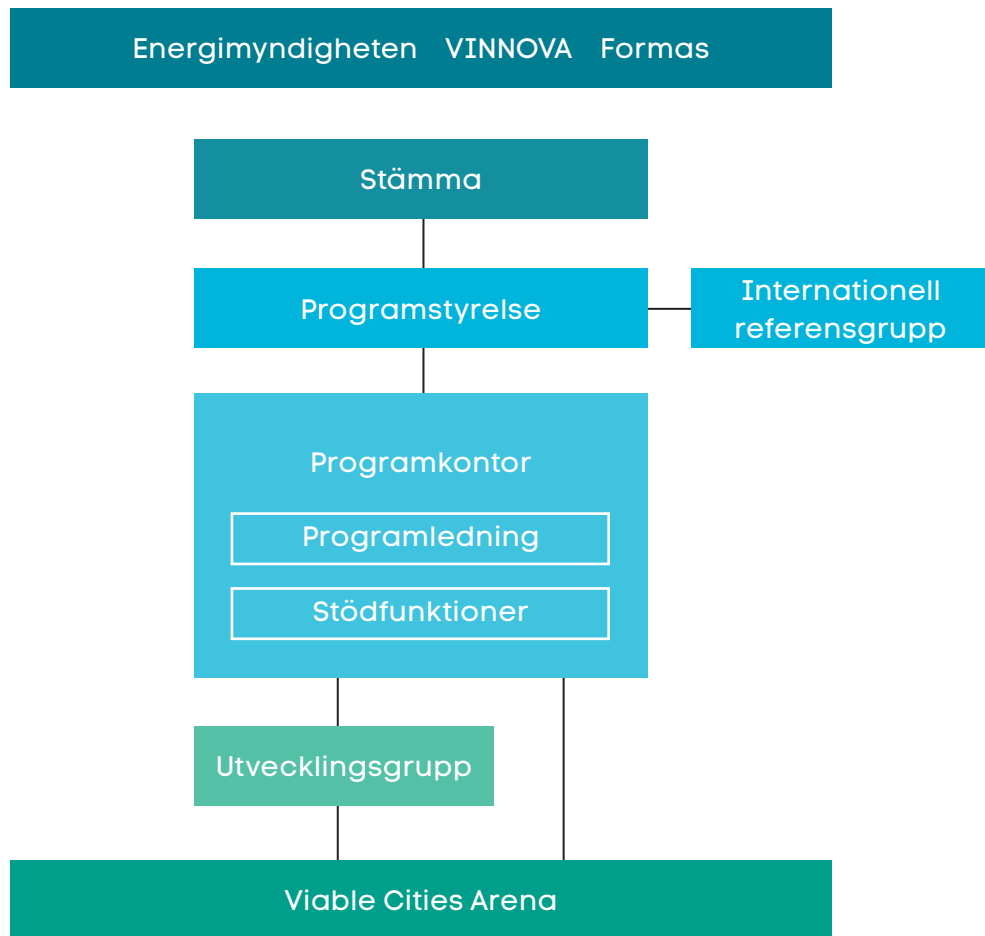 Energimyndigheten VINNOVA Formas
Stämma
Programstyrelse
Internationell
referensgrupp
Programkontor
Programledning
Stödfunktioner
Utvecklingsgrupp
Viable Cities Arena